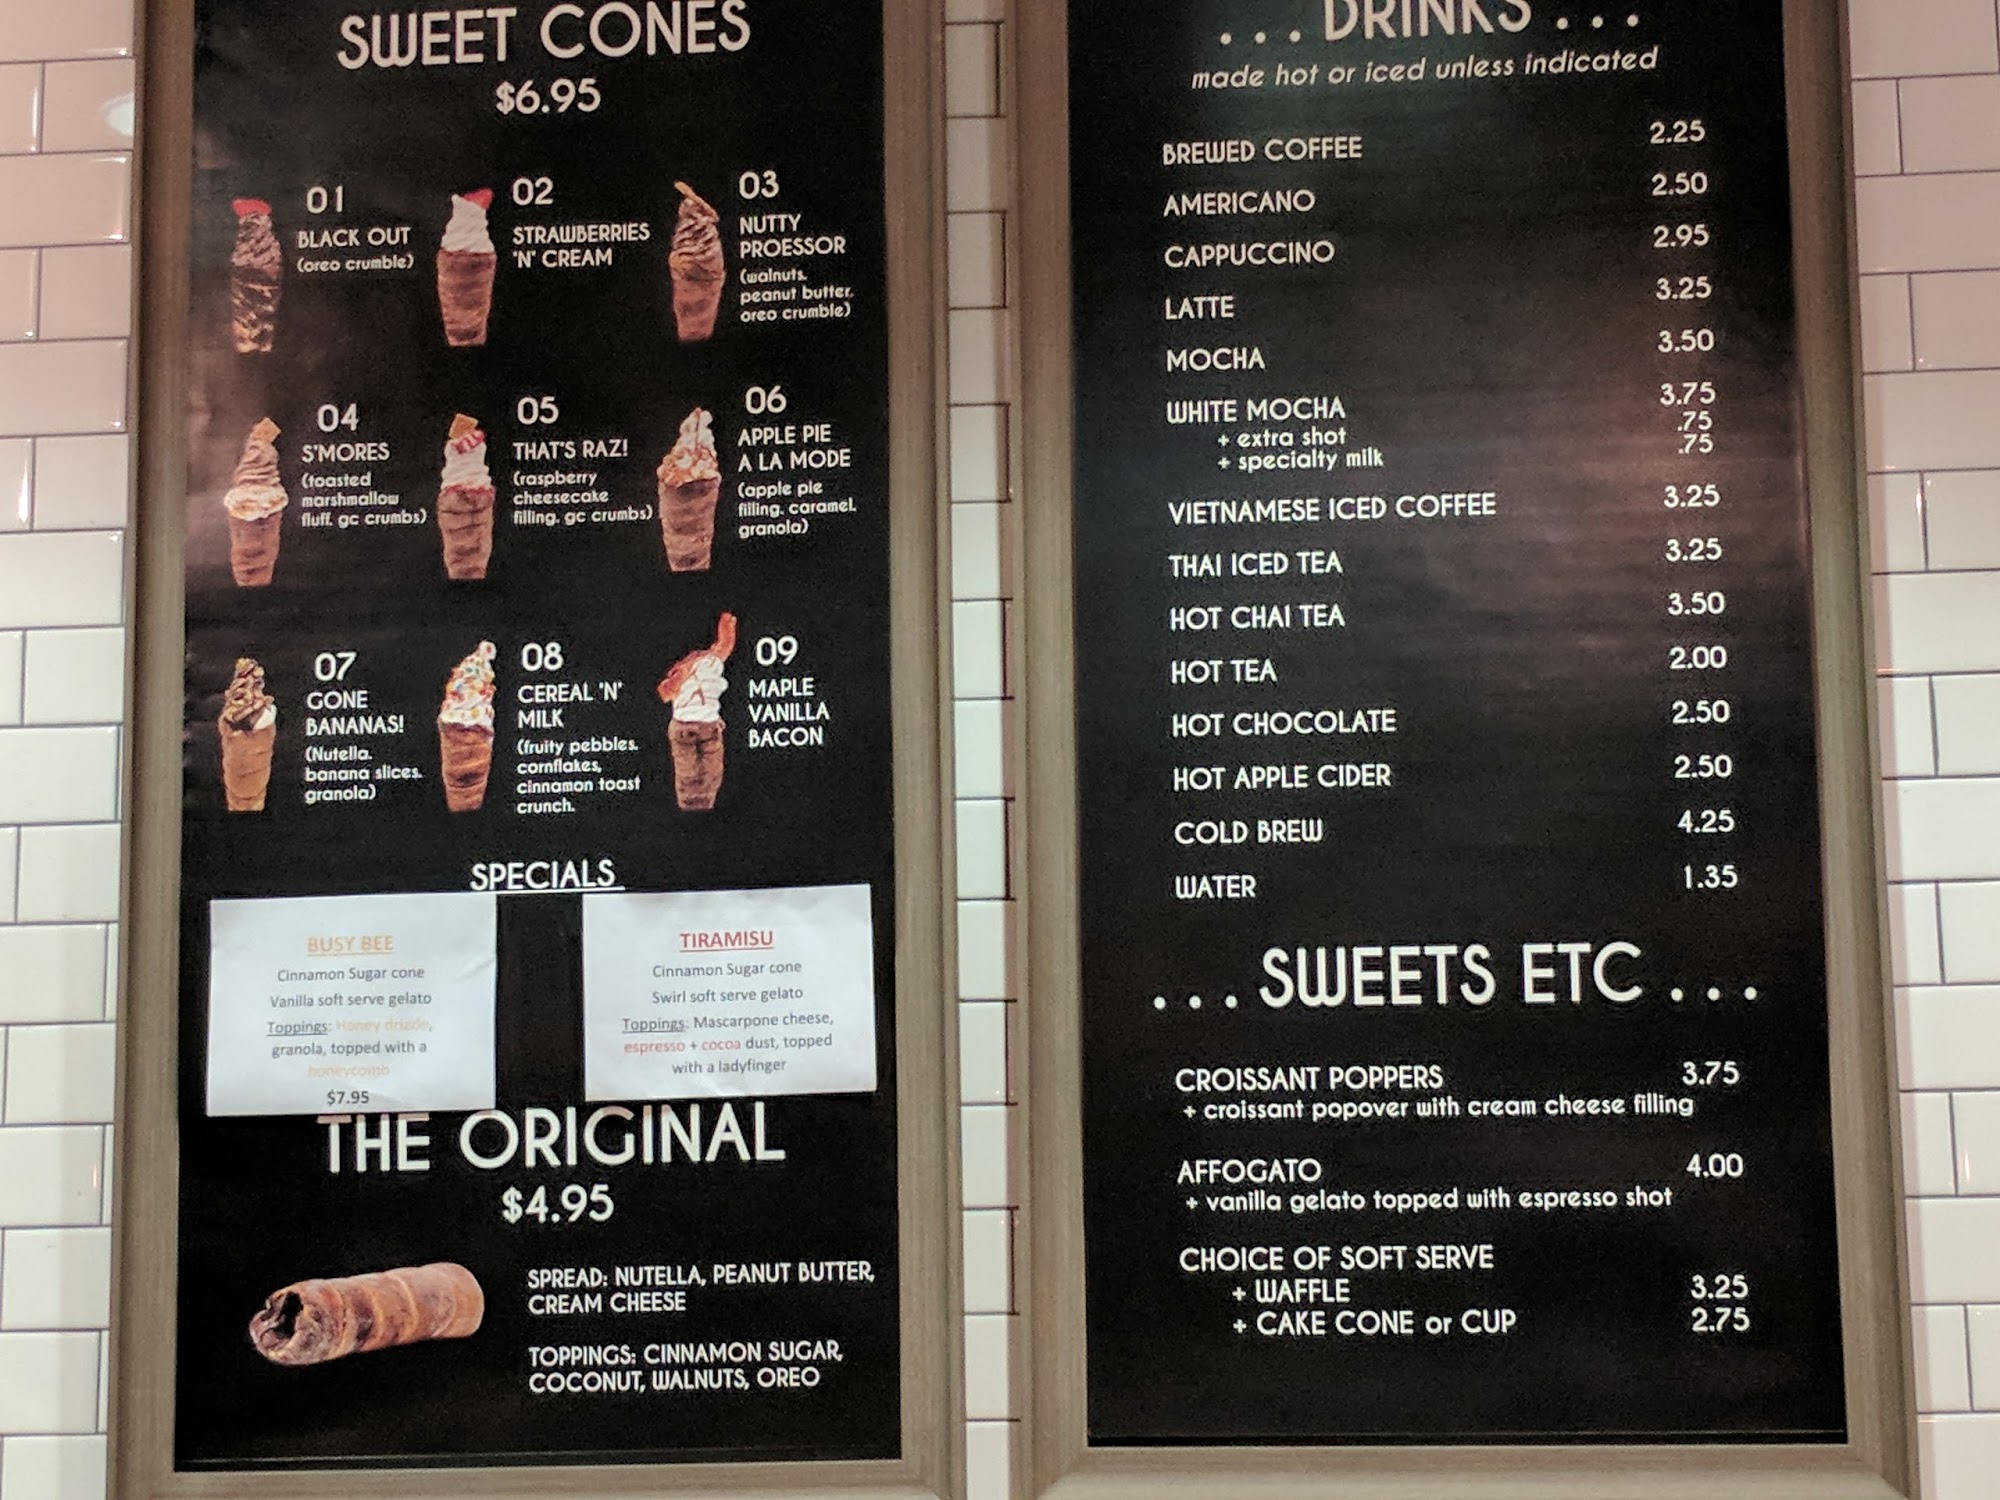 SWEET CONES
$6.95
01
BLACK OUT
(oreo crumble)
02
STRAWBERRIES
'N' CREAM
03
NUTTY
PROESSOR
(walnuts,
peanut butter,
oreo crumble)
04
S'MORES
(toasted
marshmallow
fluff, gc crumbs)
05
THAT'S RAZ!
(raspberry
cheesecake
filling, gc crumbs)
06
APPLE PIE
A LA MODE
(apple pie
filling, caramel,
granola)
07
GONE
BANANAS!
(Nutella,
banana slices,
granola)
08
CEREAL 'N'
MILK
(fruity pebbles,
cornflakes,
cinnamon toast
crunch.
09
MAPLE
VANILLA
BACON
SPECIALS
BUSY BEE
Cinnamon Sugar cone
Vanilla soft serve gelato
Toppings: Honey drizzle,
granola, topped with a
honeycomb
$7.95
TIRAMISU
Cinnamon Sugar cone
Swirl soft serve gelato
Toppings: Mascarpone cheese,
espresso + cocoa dust, topped
with a ladyfinger
THE ORIGINAL
$4.95
SPREAD: NUTELLA, PEANUT BUTTER,
CREAM CHEESE
TOPPINGS: CINNAMON SUGAR,
COCONUT, WALNUTS, OREO
. . . DRINKS . . .
made hot or iced unless indicated
BREWED COFFEE 2.25
AMERICANO 2.50
CAPPUCCINO 2.95
LATTE 3.25
MOCHA 3.50
WHITE MOCHA 3.75
+ extra shot .75
+ specialty milk .75
VIETNAMESE ICED COFFEE 3.25
THAI ICED TEA 3.25
HOT CHAI TEA 3.50
HOT TEA 2.00
HOT CHOCOLATE 2.50
HOT APPLE CIDER 2.50
COLD BREW 4.25
WATER 1.35
. . . SWEETS ETC . . .
CROISSANT POPPERS 3.75
+ croissant popover with cream cheese filling
AFFOGATO 4.00
+ vanilla gelato topped with espresso shot
CHOICE OF SOFT SERVE
+ WAFFLE 3.25
+ CAKE CONE or CUP 2.75